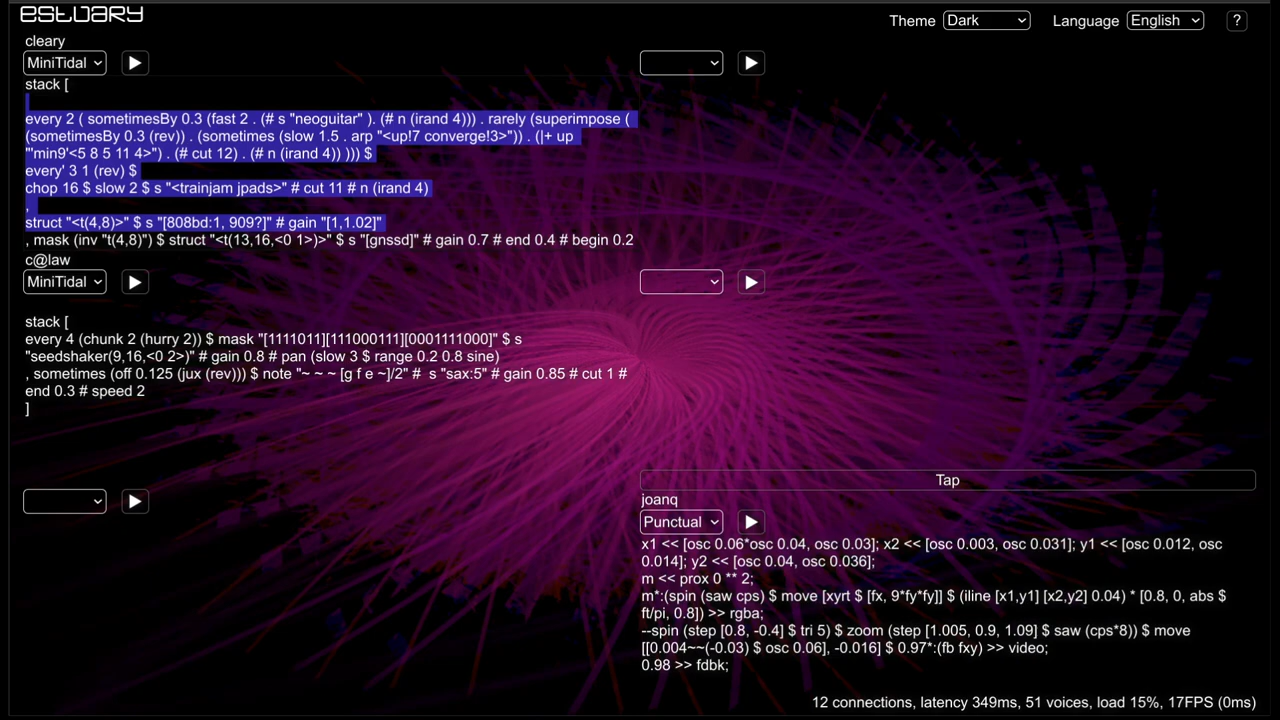 estuary
Theme Dark Language English ?
cleary
MiniTidal
stack [
every 2 ( sometimesBy 0.3 (fast 2 . (# s "neoguitar" ). (# n (irand 4))) . rarely (superimpose (
(sometimesBy 0.3 (rev)) . (sometimes (slow 1.5 . arp "<up!7 converge!3>")) . (|+ up
"'min9'<5 8 5 11 4>") . (# cut 12) . (# n (irand 4)) ))) $
every' 3 1 (rev) $
chop 16 $ slow 2 $ s "<trainjam jpads>" # cut 11 # n (irand 4)
,
struct "<t(4,8)>" $ s "[808bd:1, 909?]" # gain "[1,1.02]"
, mask (inv "t(4,8)") $ struct "<t(13,16,<0 1>)>" $ s "[gnssd]" # gain 0.7 # end 0.4 # begin 0.2
c@law
MiniTidal
stack [
every 4 (chunk 2 (hurry 2)) $ mask "[1111011][111000111][0001111000]" $ s
"seedshaker(9,16,<0 2>)" # gain 0.8 # pan (slow 3 $ range 0.2 0.8 sine)
, sometimes (off 0.125 (jux (rev))) $ note "~ ~ ~ [g f e ~]/2" #  s "sax:5" # gain 0.85 # cut 1 #
end 0.3 # speed 2
]
Tap
joanq
Punctual
x1 << [osc 0.06*osc 0.04, osc 0.03]; x2 << [osc 0.003, osc 0.031]; y1 << [osc 0.012, osc
0.014]; y2 << [osc 0.04, osc 0.036];
m << prox 0 ** 2;
m*:(spin (saw cps) $ move [xyrt $ [fx, 9*fy*fy]] $ (iline [x1,y1] [x2,y2] 0.04) * [0.8, 0, abs $
ft/pi, 0.8]) >> rgba;
--spin (step [0.8, -0.4] $ tri 5) $ zoom (step [1.005, 0.9, 1.09] $ saw (cps*8)) $ move
[[0.004~~(-0.03) $ osc 0.06], -0.016] $ 0.97*:(fb fxy) >> video;
0.98 >> fdbk;
12 connections, latency 349ms, 51 voices, load 15%, 17FPS (0ms)